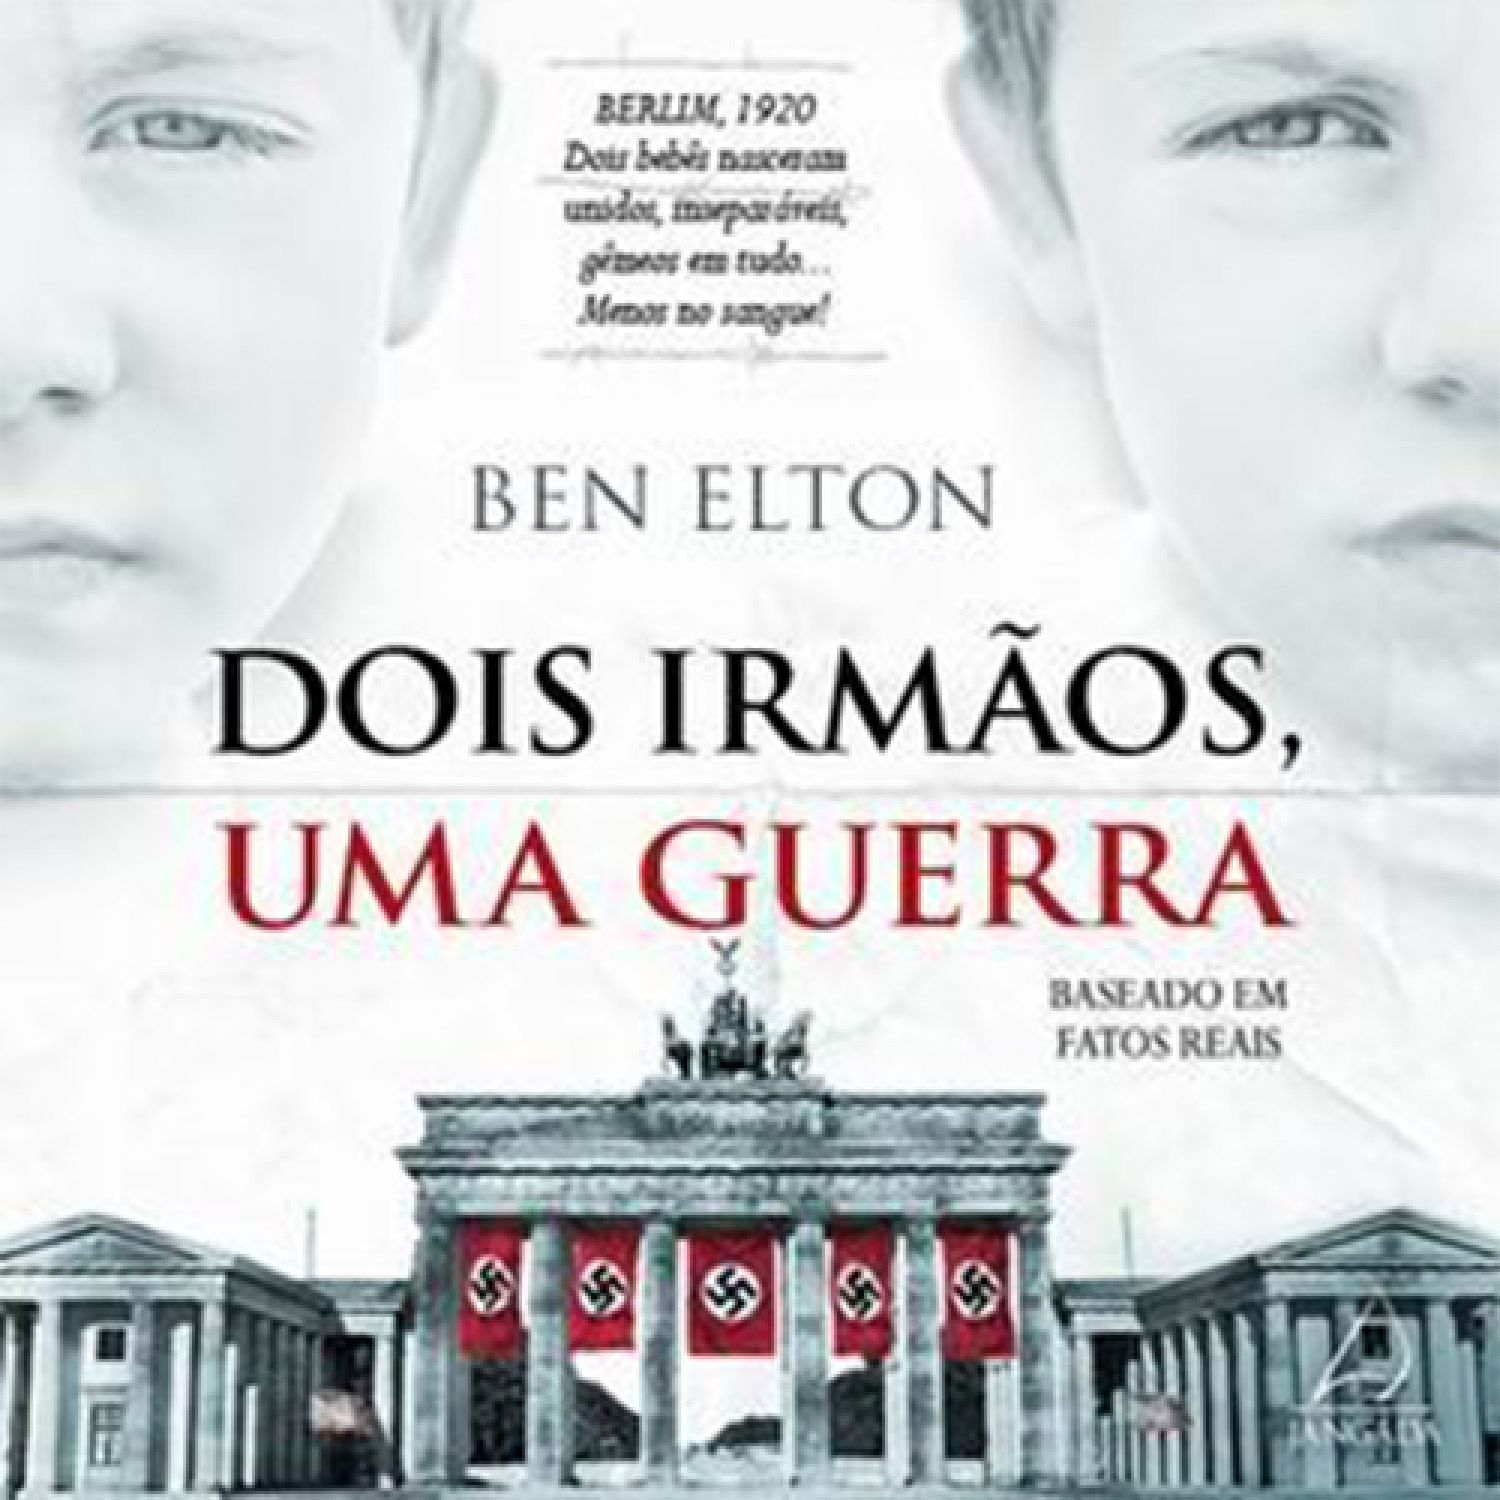 BERLIM, 1920
Dois bebês nasceram
unidos, inseparáveis,
gêmeos em tudo...
Menos no sangue!
BEN ELTON
DOIS IRMÃOS,
UMA GUERRA
BASEADO EM
FATOS REAIS
JANGADA